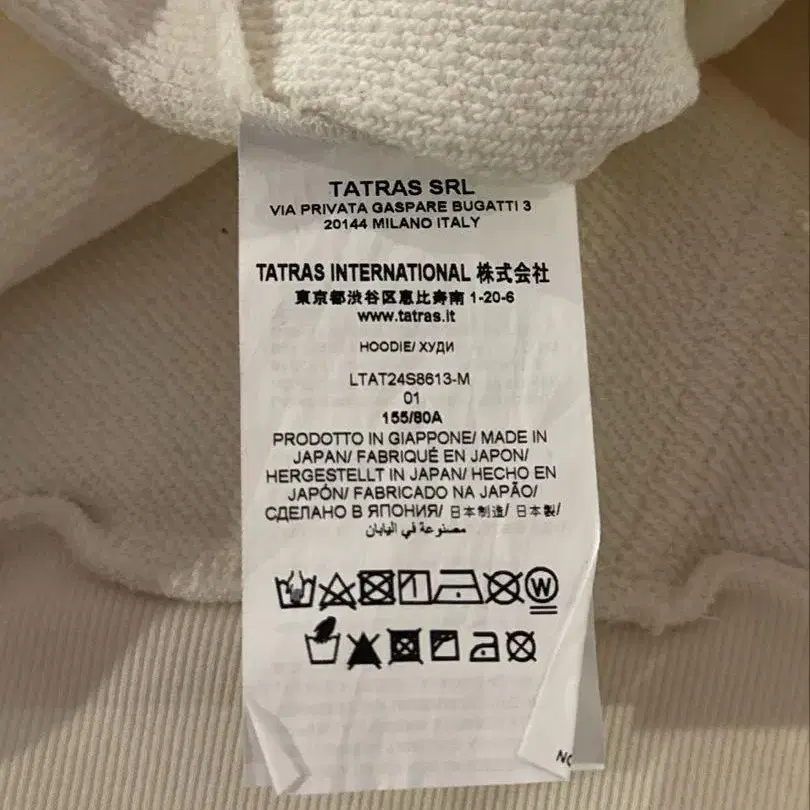 TATRAS SRL
VIA PRIVATA GASPARE BUGATTI 3
20144 MILANO ITALY
TATRAS INTERNATIONAL 株式会社
東京都渋谷区恵比寿南 1-20-6
www.tatras.it
HOODIE/ ХУДИ
LTAT24S8613-M
01
155/80A
PRODOTTO IN GIAPPONE/ MADE IN
JAPAN/ FABRIQUÉ EN JAPON/
HERGESTELLT IN JAPAN/ HECHO EN
JAPÓN/ FABRICADO NA JAPÃO/
СДЕЛАНО В ЯПОНИЯ/ 日本制造/ 日本製/
مصنوعة في اليابان
W